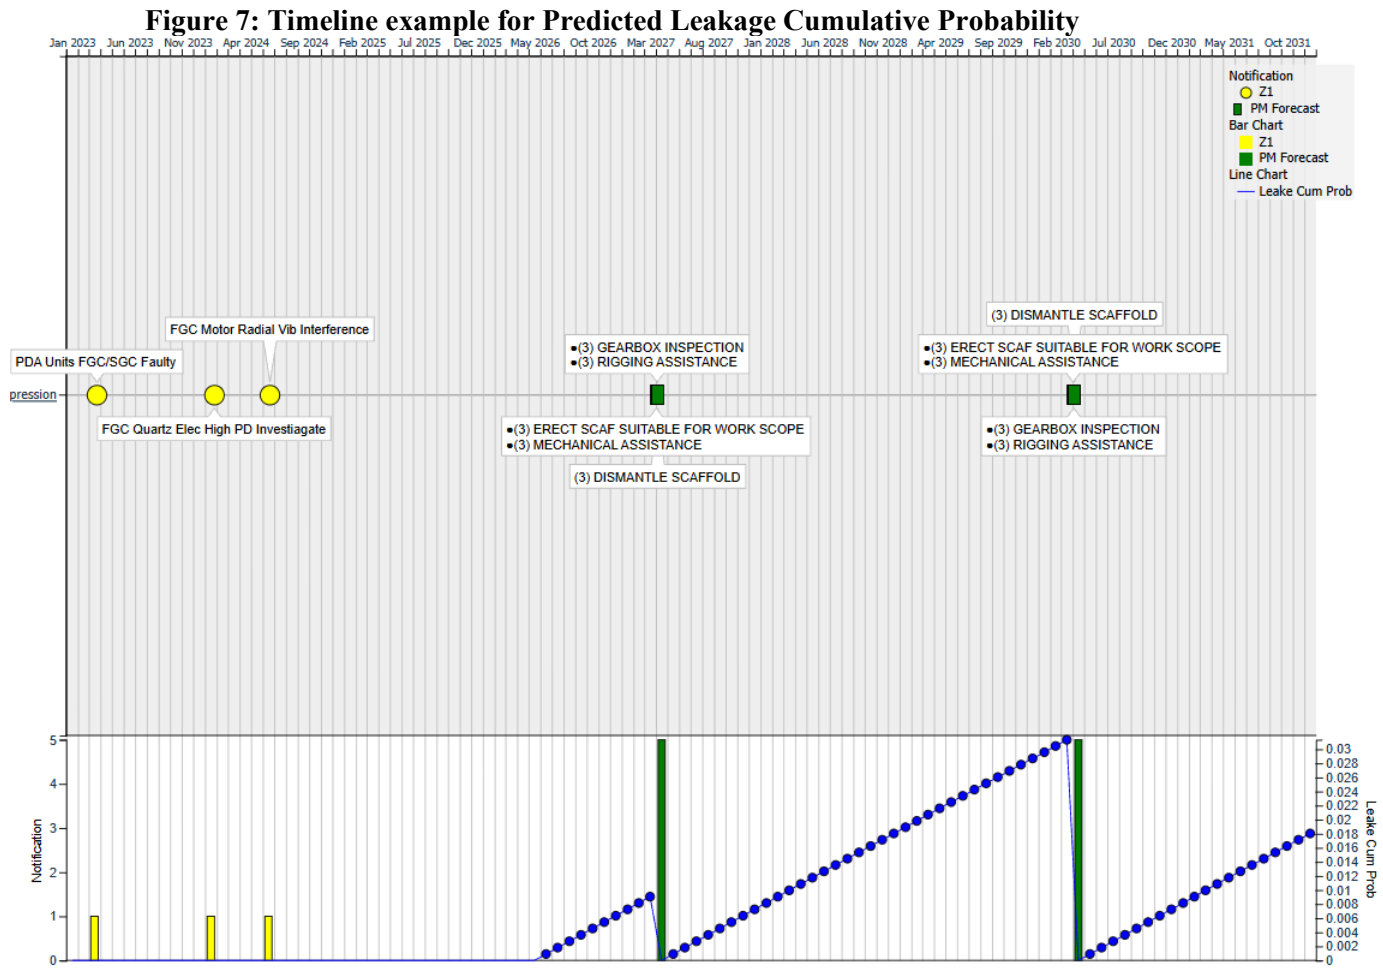 Figure 7: Timeline example for Predicted Leakage Cumulative Probability
Jan 2023 Jun 2023 Nov 2023 Apr 2024 Sep 2024 Feb 2025 Jul 2025 Dec 2025 May 2026 Oct 2026 Mar 2027 Aug 2027 Jan 2028 Jun 2028 Nov 2028 Apr 2029 Sep 2029 Feb 2030 Jul 2030 Dec 2030 May 2031 Oct 2031
Notification
Z1
PM Forecast
Bar Chart
Z1
PM Forecast
Line Chart
Leake Cum Prob
(3) DISMANTLE SCAFFOLD
FGC Motor Radial Vib Interference
PDA Units FGC/SGC Faulty
•(3) GEARBOX INSPECTION
•(3) RIGGING ASSISTANCE
•(3) ERECT SCAF SUITABLE FOR WORK SCOPE
•(3) MECHANICAL ASSISTANCE
pression
FGC Quartz Elec High PD Investiagate
•(3) ERECT SCAF SUITABLE FOR WORK SCOPE
•(3) MECHANICAL ASSISTANCE
(3) DISMANTLE SCAFFOLD
•(3) GEARBOX INSPECTION
•(3) RIGGING ASSISTANCE
5
4
3
2
1
0
Notification
0.03
0.028
0.026
0.024
0.022
0.02
0.018
0.016
0.014
0.012
0.01
0.008
0.006
0.004
0.002
0
Leake Cum Prob